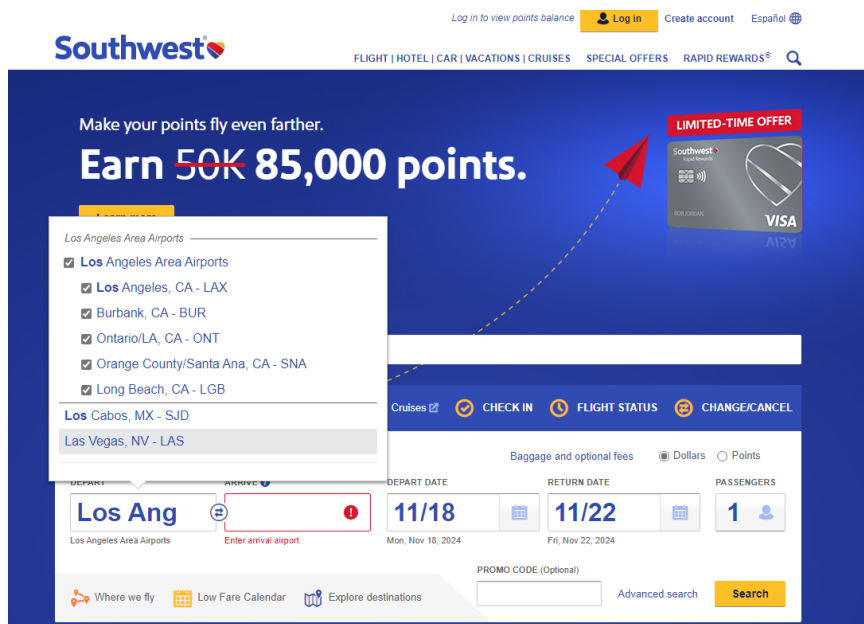 Log in to view points balance
Log in
Create account
Español
Southwest
FLIGHT | HOTEL | CAR | VACATIONS | CRUISES
SPECIAL OFFERS
RAPID REWARDS®
Make your points fly even farther.
Earn 50K 85,000 points.
LIMITED-TIME OFFER
Southwest
Rapid Rewards
BOB JORDAN
VISA
Los Angeles Area Airports
Los Angeles Area Airports
Los Angeles, CA - LAX
Burbank, CA - BUR
Ontario/LA, CA - ONT
Orange County/Santa Ana, CA - SNA
Long Beach, CA - LGB
Los Cabos, MX - SJD
Las Vegas, NV - LAS
Cruises
CHECK IN
FLIGHT STATUS
CHANGE/CANCEL
Baggage and optional fees
Dollars
Points
DEPART
ARRIVE
DEPART DATE
RETURN DATE
PASSENGERS
Los Ang
11/18
11/22
1
Los Angeles Area Airports
Enter arrival airport.
Mon, Nov 18, 2024
Fri, Nov 22, 2024
PROMO CODE (Optional)
Where we fly
Low Fare Calendar
Explore destinations
Advanced search
Search